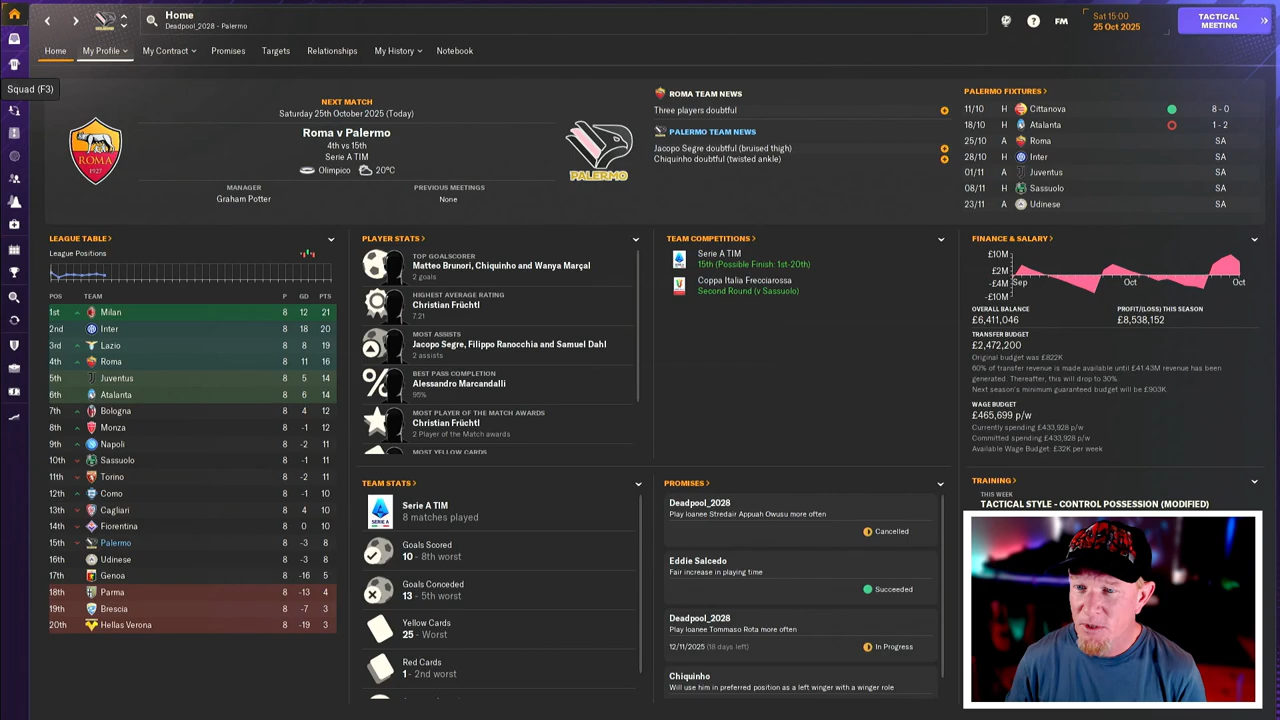 Home
Deadpool_2028 - Palermo
FM
Sat 15:00
25 Oct 2025
TACTICAL
MEETING
Home
My Profile
My Contract
Promises
Targets
Relationships
My History
Notebook
Squad (F3)
NEXT MATCH
Saturday 25th October 2025 (Today)
Roma v Palermo
4th vs 15th
Serie A TIM
Olimpico
20°C
MANAGER
Graham Potter
PREVIOUS MEETINGS
None
ROMA
1927
PALERMO
ROMA TEAM NEWS
Three players doubtful
PALERMO TEAM NEWS
Jacopo Segre doubtful (bruised thigh)
Chiquinho doubtful (twisted ankle)
PALERMO FIXTURES
11/10 H Cittanova 8 - 0
18/10 H Atalanta 1 - 2
25/10 A Roma SA
28/10 H Inter SA
01/11 A Juventus SA
08/11 H Sassuolo SA
23/11 A Udinese SA
LEAGUE TABLE
League Positions
POS TEAM P GD PTS
1st Milan 8 12 21
2nd Inter 8 18 20
3rd Lazio 8 8 19
4th Roma 8 11 16
5th Juventus 8 5 14
6th Atalanta 8 6 14
7th Bologna 8 4 12
8th Monza 8 -1 12
9th Napoli 8 -2 11
10th Sassuolo 8 -1 11
11th Torino 8 -2 11
12th Como 8 -1 10
13th Cagliari 8 4 10
14th Fiorentina 8 0 10
15th Palermo 8 -3 8
16th Udinese 8 -3 8
17th Genoa 8 -16 5
18th Parma 8 -13 4
19th Brescia 8 -7 3
20th Hellas Verona 8 -19 3
PLAYER STATS
TOP GOALSCORER
Matteo Brunori, Chiquinho and Wanya Marçal
2 goals
HIGHEST AVERAGE RATING
Christian Früchtl
7.21
MOST ASSISTS
Jacopo Segre, Filippo Ranocchia and Samuel Dahl
2 assists
BEST PASS COMPLETION
Alessandro Marcandalli
95%
MOST PLAYER OF THE MATCH AWARDS
Christian Früchtl
2 Player of the Match awards
MOST YELLOW CARDS
TEAM STATS
Serie A TIM
8 matches played
Goals Scored
10 - 8th worst
Goals Conceded
13 - 5th worst
Yellow Cards
25 - Worst
Red Cards
1 - 2nd worst
TEAM COMPETITIONS
Serie A TIM
15th (Possible Finish: 1st-20th)
Coppa Italia Frecciarossa
Second Round (v Sassuolo)
PROMISES
Deadpool_2028
Play loanee Stredair Appuah Owusu more often
Cancelled
Eddie Salcedo
Fair increase in playing time
Succeeded
Deadpool_2028
Play loanee Tommaso Rota more often
12/11/2025 (18 days left)
In Progress
Chiquinho
Will use him in preferred position as a left winger with a winger role
FINANCE & SALARY
£10M
£2M
-£4M
-£10M
Sep
Oct
Oct
OVERALL BALANCE
£6,411,046
PROFIT/LOSS THIS SEASON
£8,538,152
TRANSFER BUDGET
£2,472,200
Original budget was £822K
60% of transfer revenue is made available until £41.43M revenue has been
generated. Thereafter, this will drop to 30%.
Next season's minimum guaranteed budget will be £903K
WAGE BUDGET
£465,699 p/w
Currently spending £433,928 p/w
Committed spending £433,928 p/w
Available Wage Budget: £32K per week
TRAINING
THIS WEEK
TACTICAL STYLE - CONTROL POSSESSION (MODIFIED)